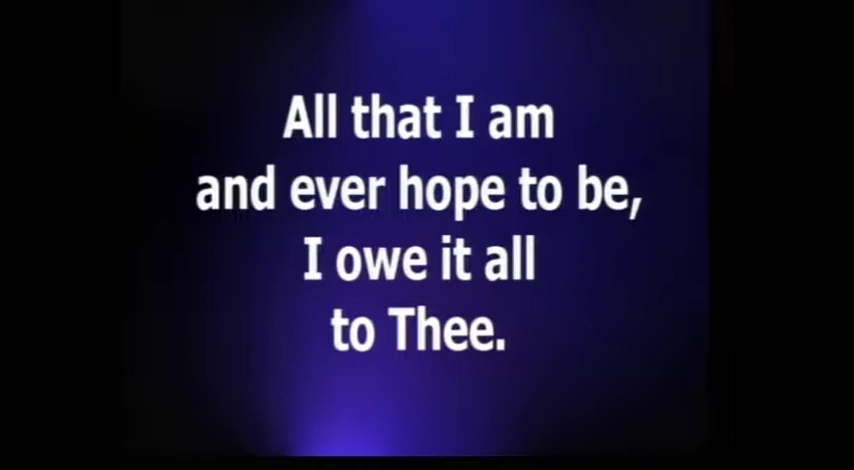 All that I am
and ever hope to be,
I owe it all
to Thee.